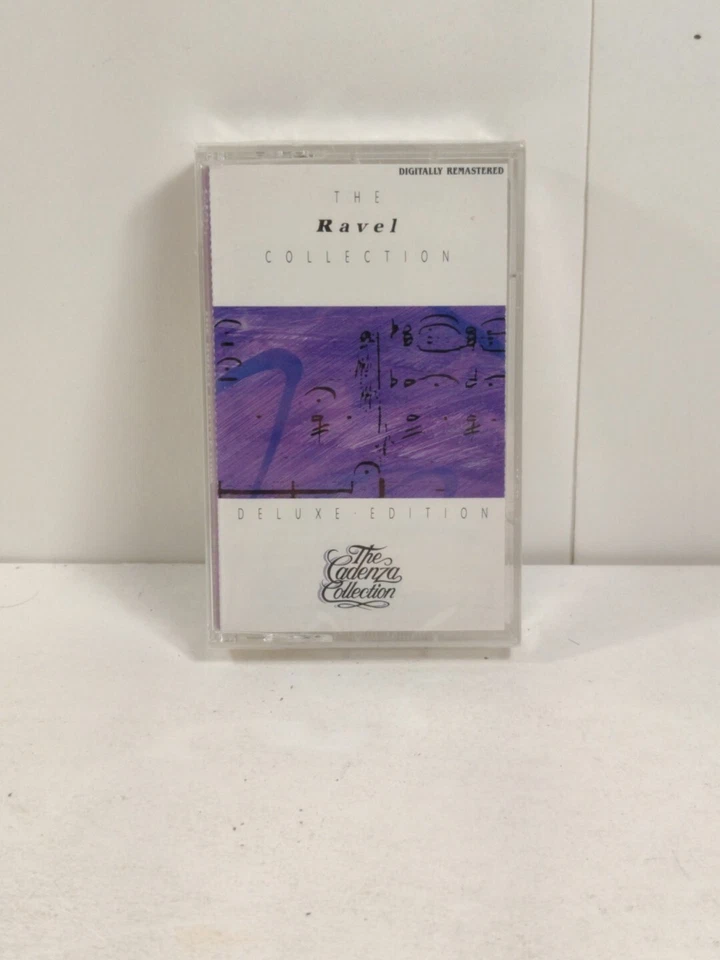 DIGITALLY REMASTERED
THE
Ravel
COLLECTION
DELUXE · EDITION
The
Cadenza
Collection